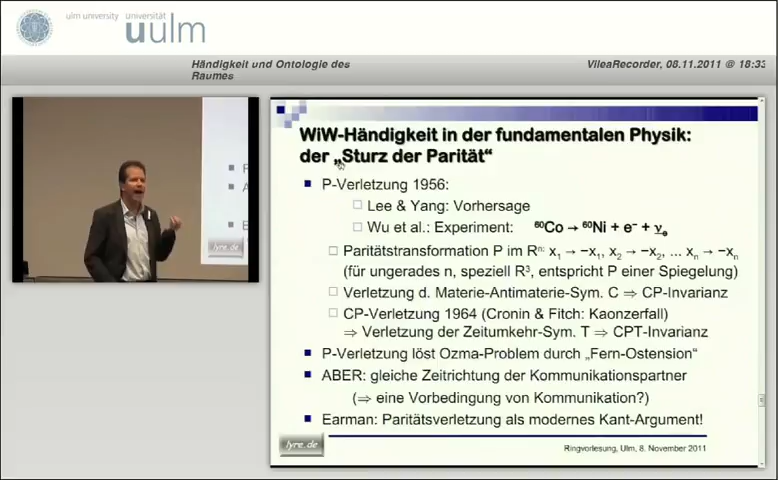 ulm university universität
uulm
Händigkeit und Ontologie des
Raumes
VileaRecorder, 08.11.2011 @ 18:33
WiW-Händigkeit in der fundamentalen Physik:
der „Sturz der Parität“
P-Verletzung 1956:
Lee & Yang: Vorhersage
Wu et al.: Experiment: ⁶⁰Co → ⁶⁰Ni + e⁻ + νₑ
Paritätstransformation P im Rⁿ: x₁ → −x₁, x₂ → −x₂, ... xₙ → −xₙ
(für ungerades n, speziell R³, entspricht P einer Spiegelung)
Verletzung d. Materie-Antimaterie-Sym. C ⇒ CP-Invarianz
CP-Verletzung 1964 (Cronin & Fitch: Kaonzerfall)
⇒ Verletzung der Zeitumkehr-Sym. T ⇒ CPT-Invarianz
P-Verletzung löst Ozma-Problem durch „Fern-Ostension“
ABER: gleiche Zeitrichtung der Kommunikationspartner
(⇒ eine Vorbedingung von Kommunikation?)
Earman: Paritätsverletzung als modernes Kant-Argument!
lyre.de
Ringvorlesung, Ulm, 8. November 2011
lyre.de